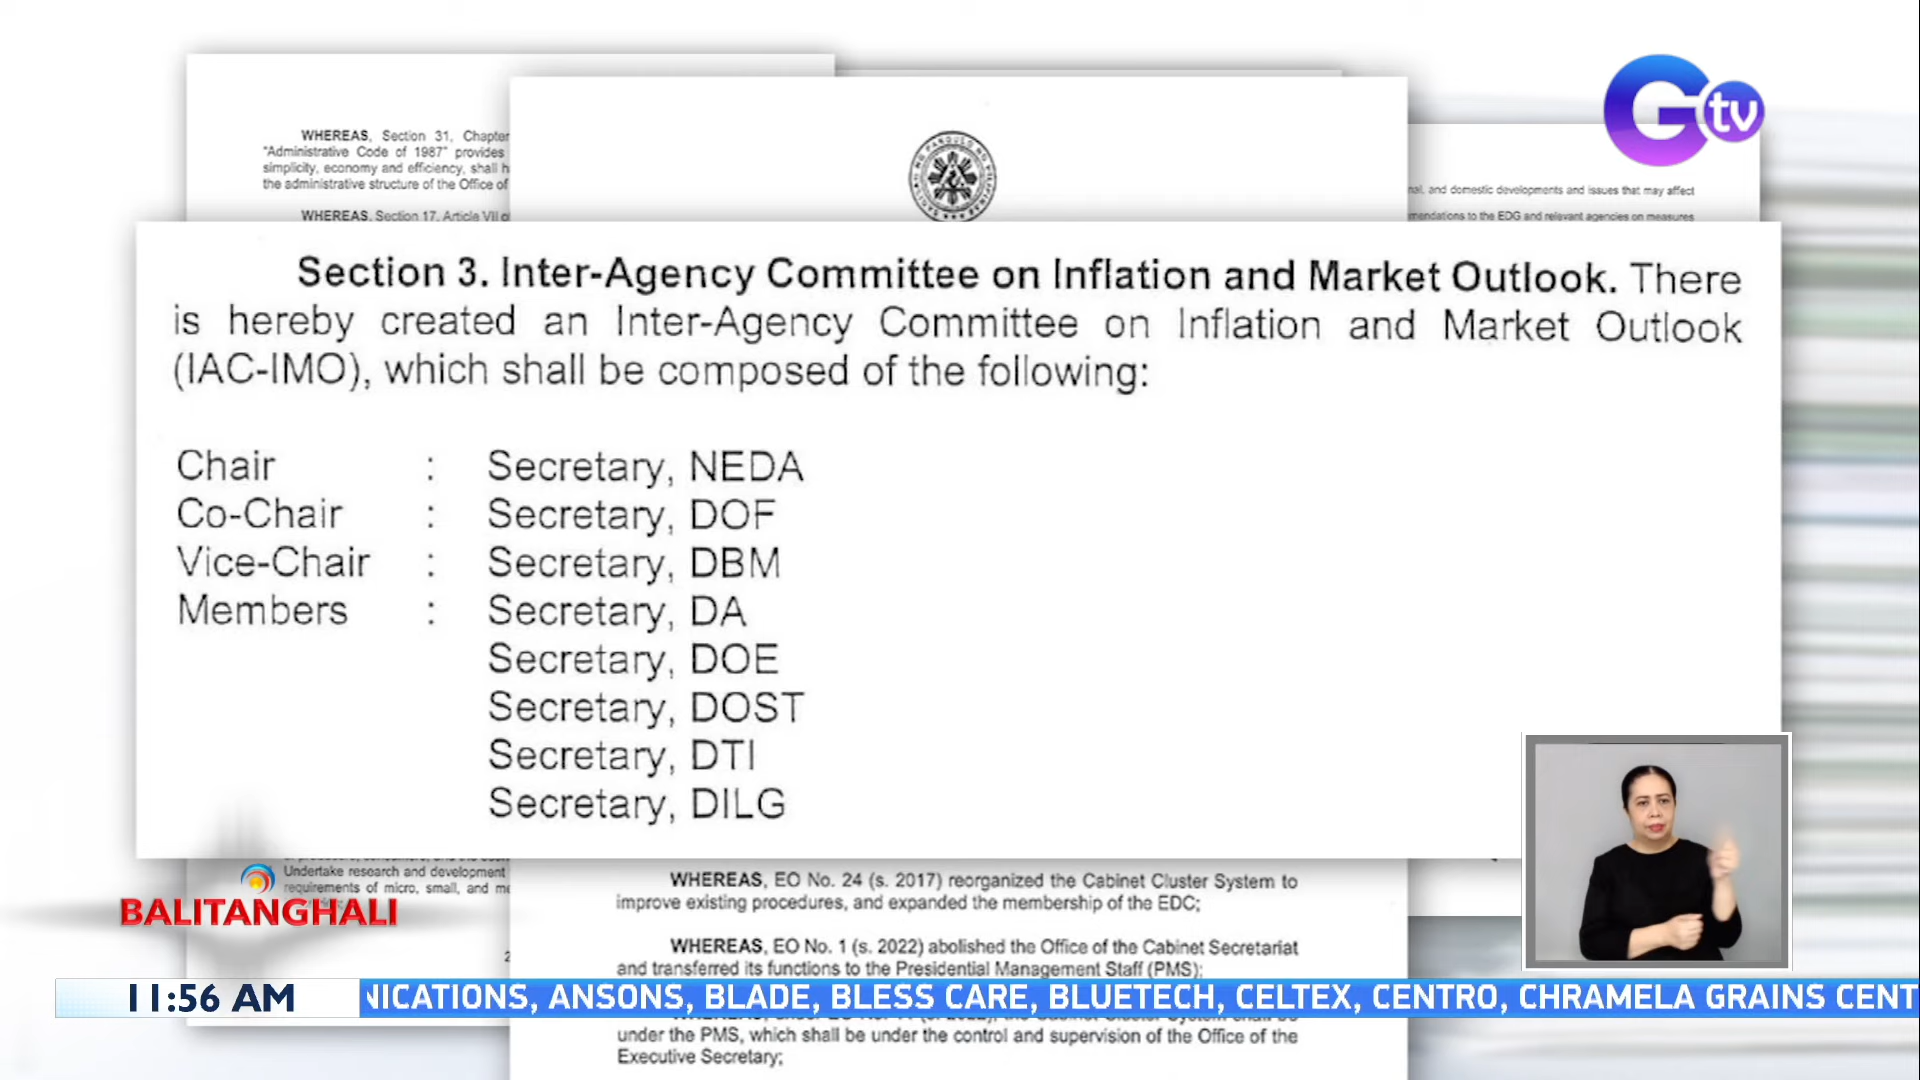 WHEREAS, Section 31, Chapter
"Administrative Code of 1987" provides
simplicity, economy and efficiency, shall h
the administrative structure of the Office of
WHEREAS, Section 17, Article VII
G tv
nal, and domestic developments and issues that may affect
mendations to the EDG and relevant agencies on measures
Section 3. Inter-Agency Committee on Inflation and Market Outlook. There
is hereby created an Inter-Agency Committee on Inflation and Market Outlook
(IAC-IMO), which shall be composed of the following:
Chair : Secretary, NEDA
Co-Chair : Secretary, DOF
Vice-Chair : Secretary, DBM
Members : Secretary, DA
Secretary, DOE
Secretary, DOST
Secretary, DTI
Secretary, DILG
Undertake research and development
requirements of micro, small, and me
BALITANGHALI
WHEREAS, EO No. 24 (s. 2017) reorganized the Cabinet Cluster System to
improve existing procedures, and expanded the membership of the EDC;
WHEREAS, EO No. 1 (s. 2022) abolished the Office of the Cabinet Secretariat
and transferred its functions to the Presidential Management Staff (PMS);
11:56 AM
NICATIONS, ANSONS, BLADE, BLESS CARE, BLUETECH, CELTEX, CENTRO, CHRAMELA GRAINS CENT
under the PMS, which shall be under the control and supervision of the Office of the
Executive Secretary;